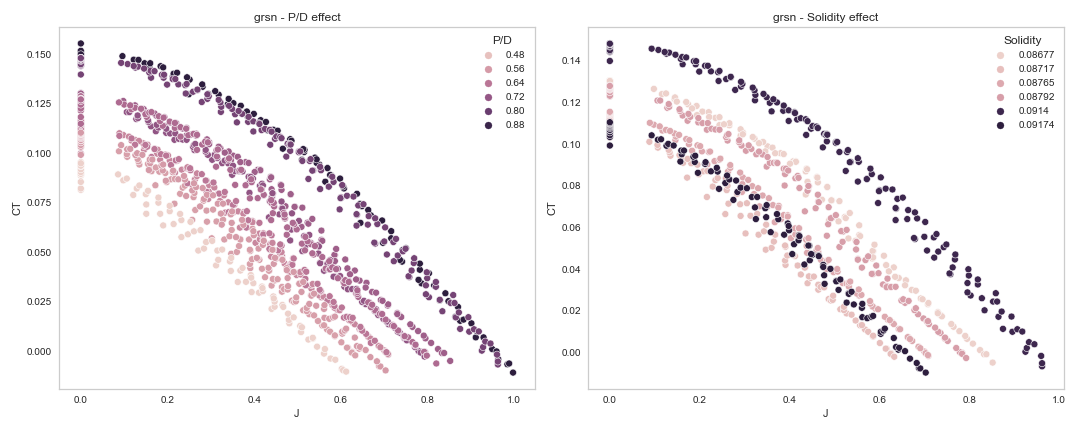 grsn - P/D effect
CT
0.150
0.125
0.100
0.075
0.050
0.025
0.000
P/D
0.48
0.56
0.64
0.72
0.80
0.88
0.0 0.2 0.4 0.6 0.8 1.0
J
grsn - Solidity effect
CT
0.14
0.12
0.10
0.08
0.06
0.04
0.02
0.00
Solidity
0.08677
0.08717
0.08765
0.08792
0.0914
0.09174
0.0 0.2 0.4 0.6 0.8 1.0
J